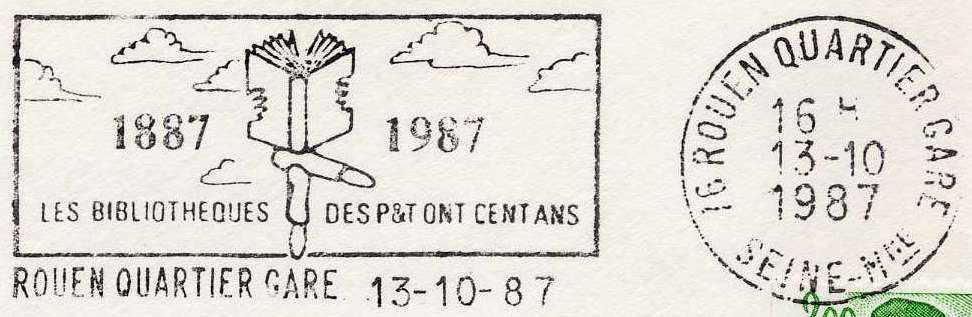 1887 1987
LES BIBLIOTHEQUES DES P&T ONT CENT ANS
ROUEN QUARTIER GARE 13-10-87
16 ROUEN QUARTIER GARE
16 H
13-10
1987
SEINE-Mme